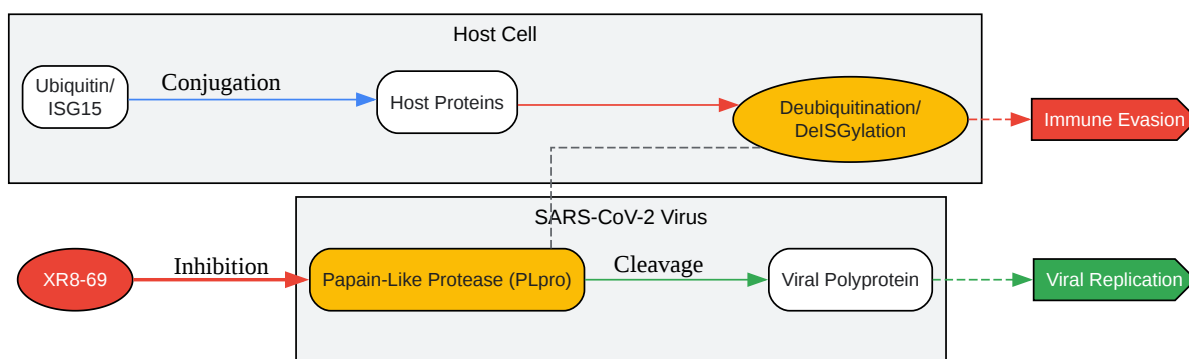 Host Cell
Ubiquitin/
ISG15
Conjugation
Host Proteins
Deubiquitination/
DeISGylation
Immune Evasion
SARS-CoV-2 Virus
XR8-69
Inhibition
Papain-Like Protease (PLpro)
Cleavage
Viral Polyprotein
Viral Replication